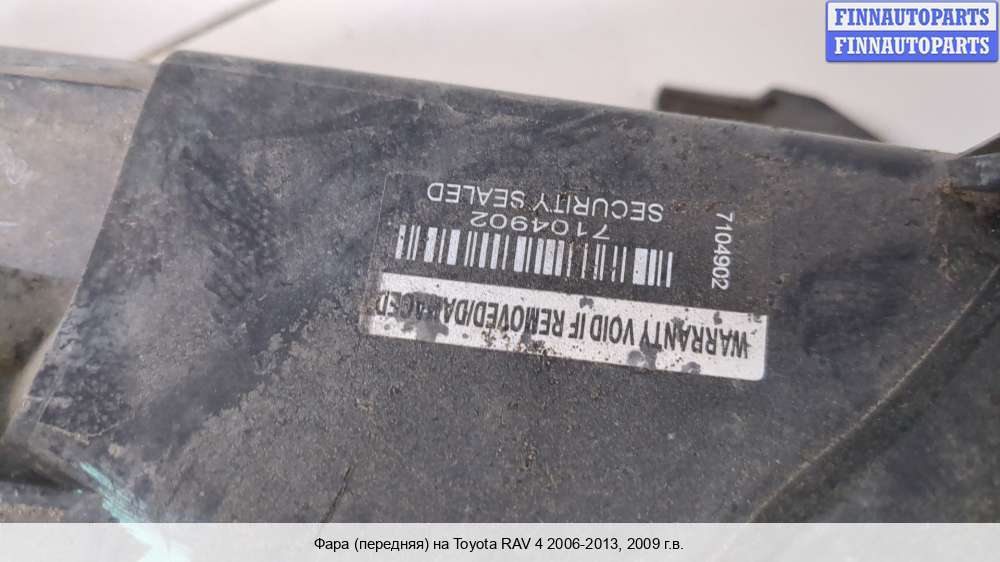 FINNAUTOPARTS
FINNAUTOPARTS
WARRANTY VOID IF REMOVED/DAMAGED
7104902
SECURITY SEALED
7104902
Фара (передняя) на Toyota RAV 4 2006-2013, 2009 г.в.